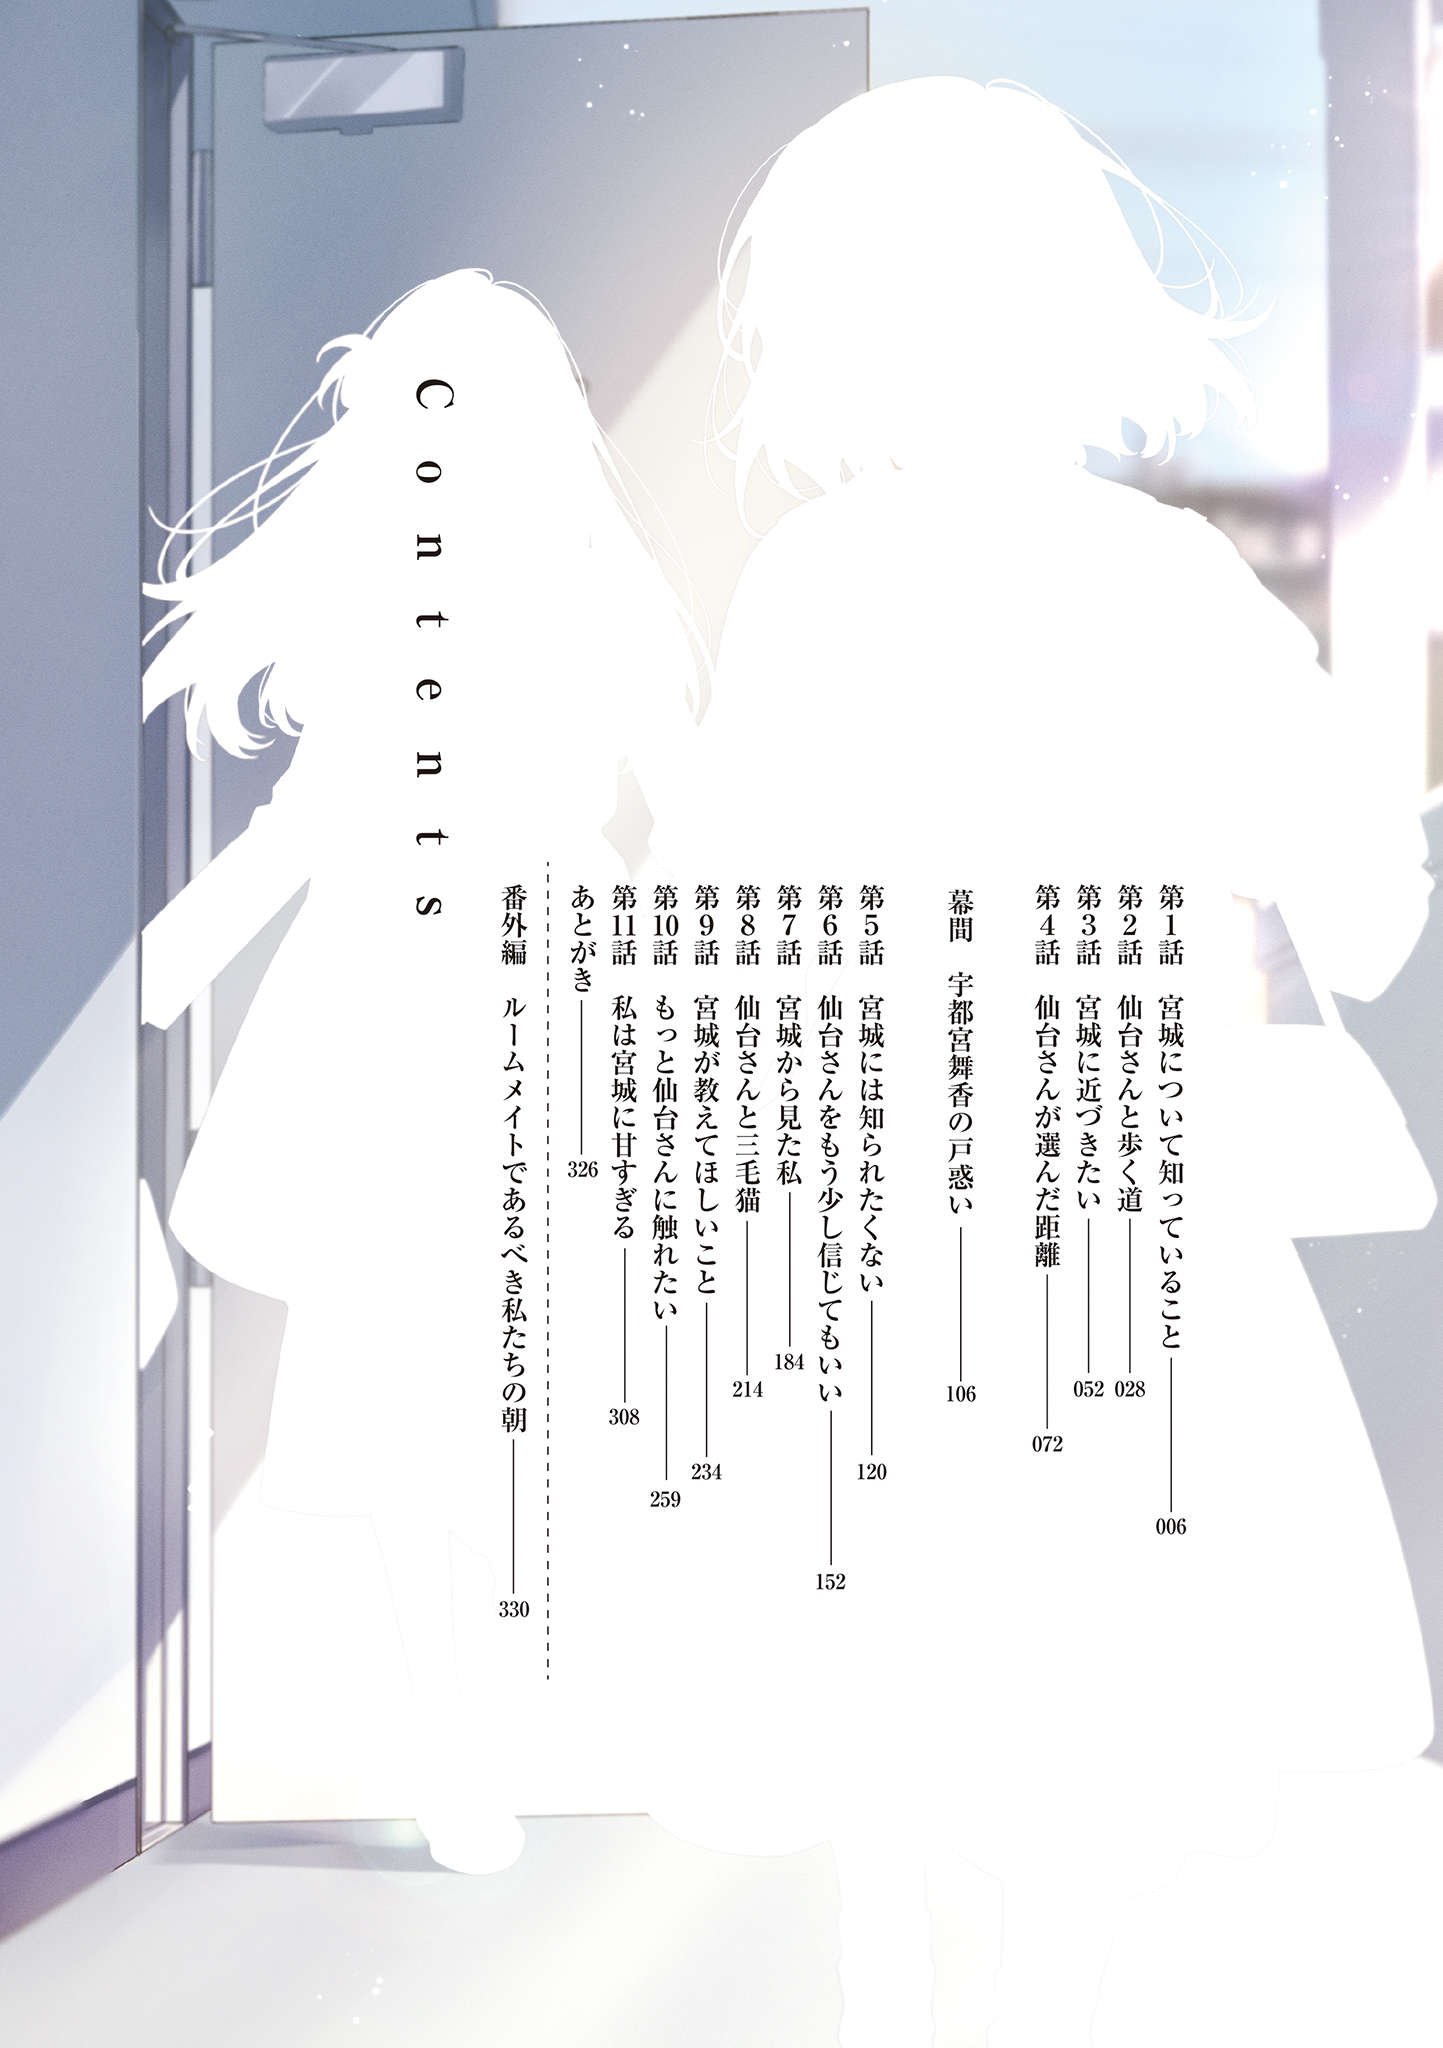 第1話　宮城について知っていること 006
第2話　仙台さんと歩く道 028
第3話　宮城に近づきたい 052
第4話　仙台さんが選んだ距離 072
幕間　宇都宮舞香の戸惑い 106
第5話　宮城には知られたくない 120
第6話　仙台さんをもう少し信じてもいい 152
第7話　宮城から見た私 184
第8話　仙台さんと三毛猫 214
第9話　宮城が教えてほしいこと 234
第10話　もっと仙台さんに触れたい 259
第11話　私は宮城に甘すぎる 308
あとがき 326
番外編　ルームメイトであるべき私たちの朝 330
Contents